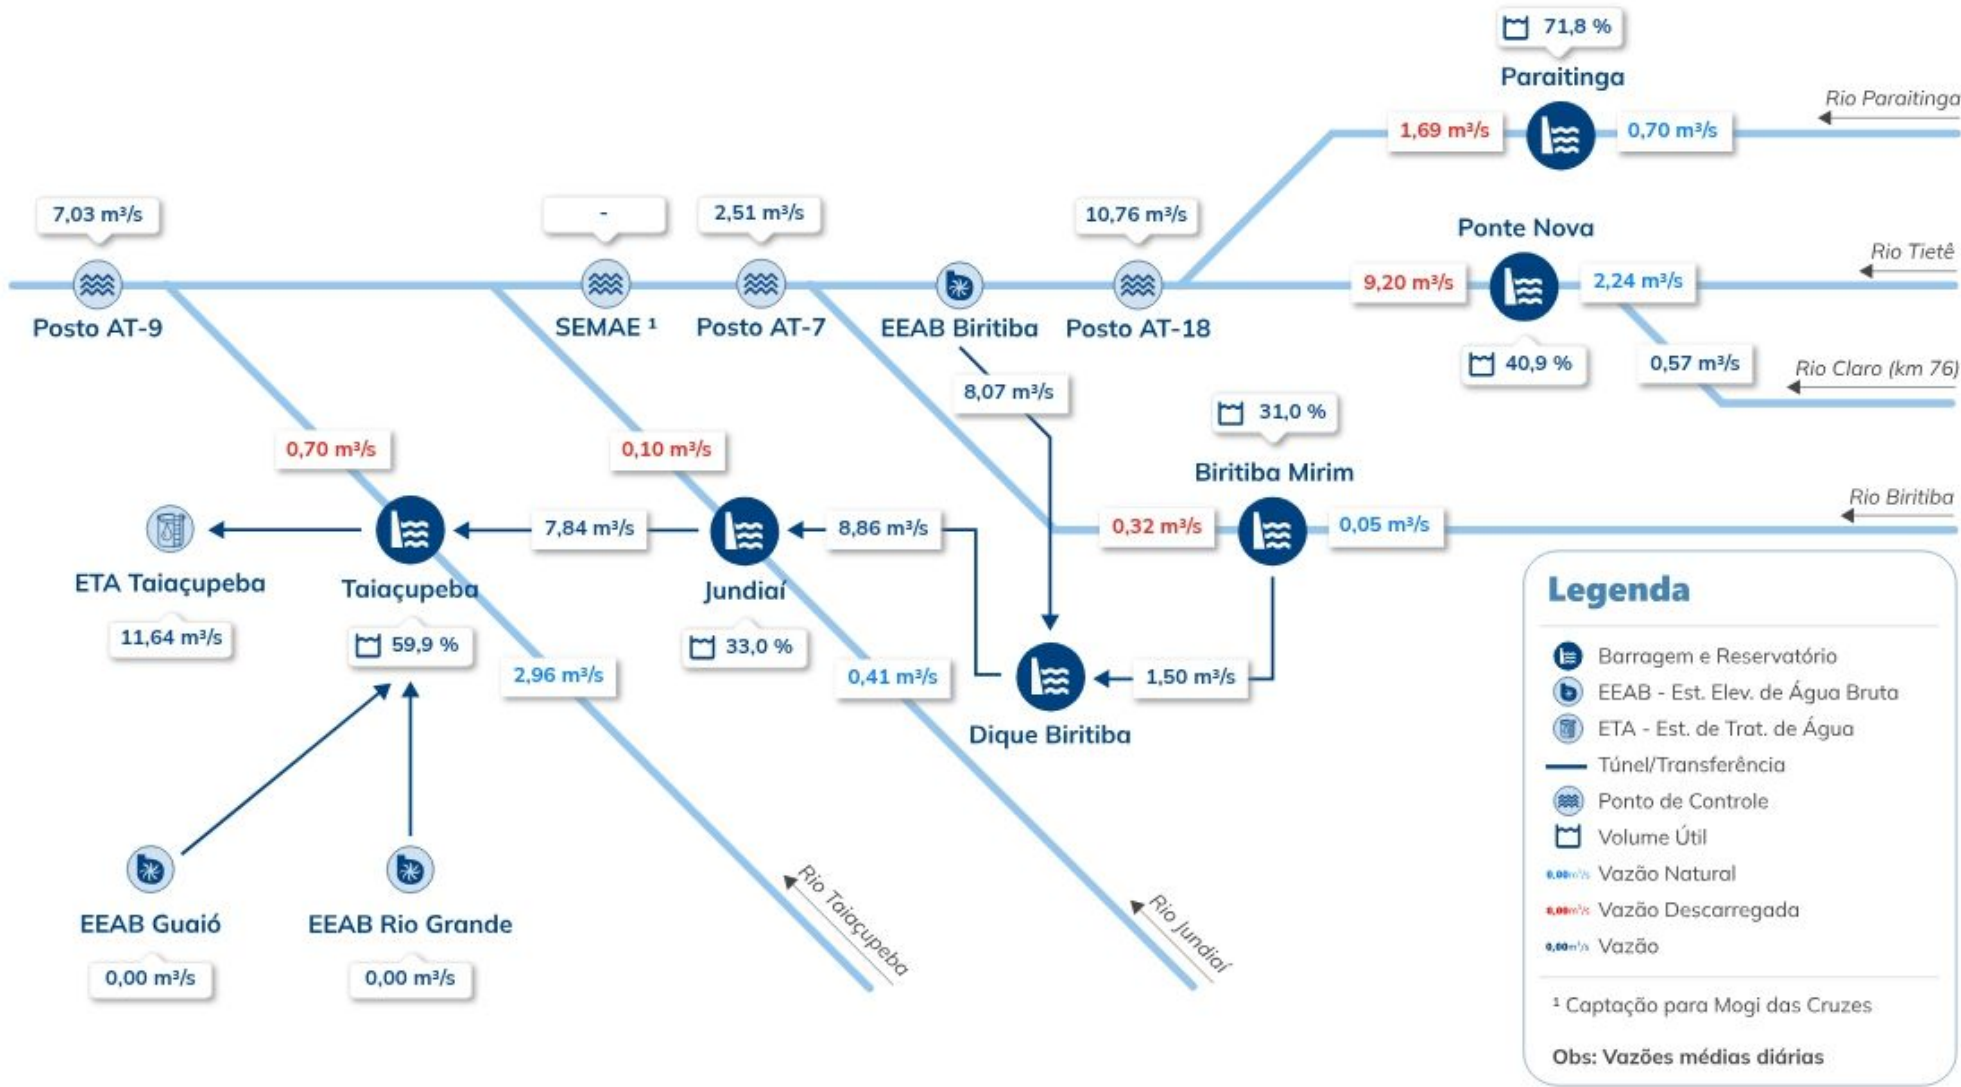 71,8 %
Paraitinga
Rio Paraitinga
1,69 m³/s
0,70 m³/s
7,03 m³/s
-
2,51 m³/s
10,76 m³/s
Ponte Nova
Rio Tietê
9,20 m³/s
2,24 m³/s
Posto AT-9
SEMAE ¹
Posto AT-7
EEAB Biritiba
Posto AT-18
40,9 %
0,57 m³/s
Rio Claro (km 76)
8,07 m³/s
31,0 %
0,70 m³/s
0,10 m³/s
Biritiba Mirim
Rio Biritiba
7,84 m³/s
8,86 m³/s
0,32 m³/s
0,05 m³/s
ETA Taiaçupeba
Taiaçupeba
Jundiaí
11,64 m³/s
59,9 %
33,0 %
2,96 m³/s
0,41 m³/s
1,50 m³/s
Dique Biritiba
Rio Taiaçupeba
Rio Jundiaí
EEAB Guaió
EEAB Rio Grande
0,00 m³/s
0,00 m³/s
Legenda
Barragem e Reservatório
EEAB - Est. Elev. de Água Bruta
ETA - Est. de Trat. de Água
Túnel/Transferência
Ponto de Controle
Volume Útil
0,00m³/s Vazão Natural
0,00m³/s Vazão Descarregada
0,00m³/s Vazão
¹ Captação para Mogi das Cruzes
Obs: Vazões médias diárias